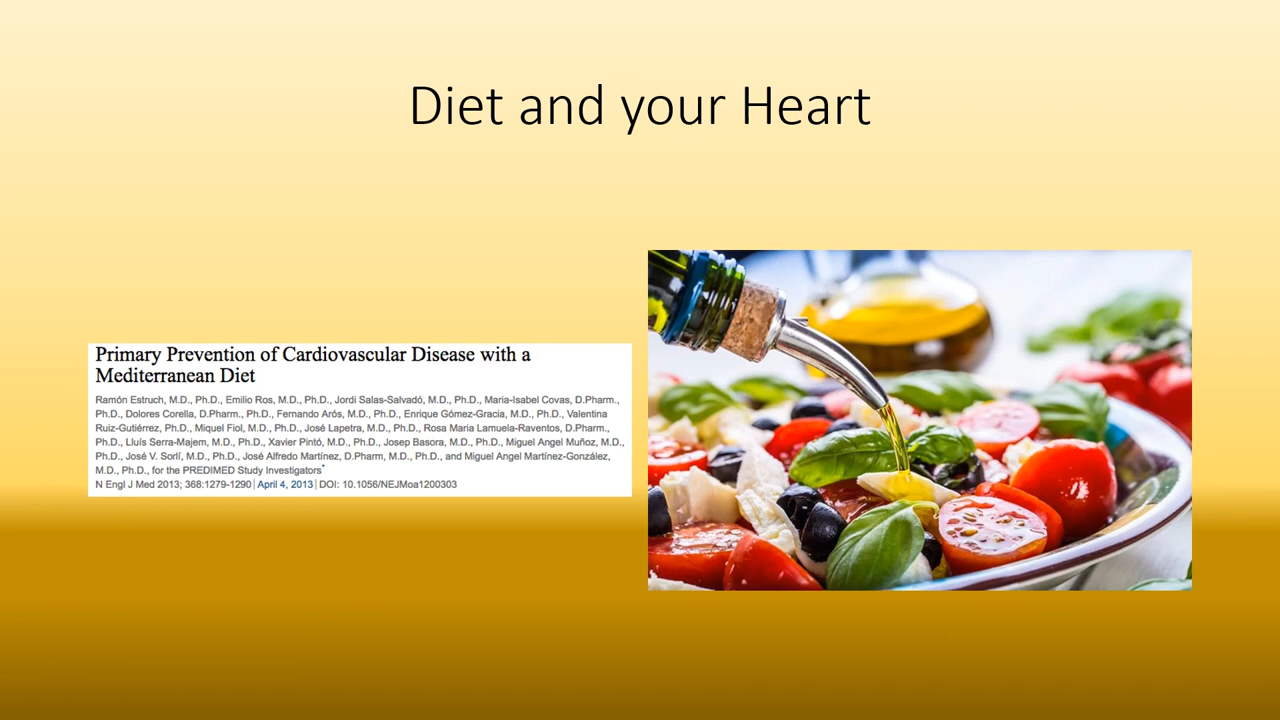 Diet and your Heart
Primary Prevention of Cardiovascular Disease with a
Mediterranean Diet
Ramón Estruch, M.D., Ph.D., Emilio Ros, M.D., Ph.D., Jordi Salas-Salvadó, M.D., Ph.D., Maria-Isabel Covas, D.Pharm.,
Ph.D., Dolores Corella, D.Pharm., Ph.D., Fernando Arós, M.D., Ph.D., Enrique Gómez-Gracia, M.D., Ph.D., Valentina
Ruiz-Gutiérrez, Ph.D., Miquel Fiol, M.D., Ph.D., José Lapetra, M.D., Ph.D., Rosa Maria Lamuela-Raventos, D.Pharm.,
Ph.D., Lluís Serra-Majem, M.D., Ph.D., Xavier Pintó, M.D., Ph.D., Josep Basora, M.D., Ph.D., Miguel Angel Muñoz, M.D.,
Ph.D., José V. Sorlí, M.D., Ph.D., José Alfredo Martínez, D.Pharm, M.D., Ph.D., and Miguel Angel Martínez-González,
M.D., Ph.D., for the PREDIMED Study Investigators*
N Engl J Med 2013; 368:1279-1290 | April 4, 2013 | DOI: 10.1056/NEJMoa1200303